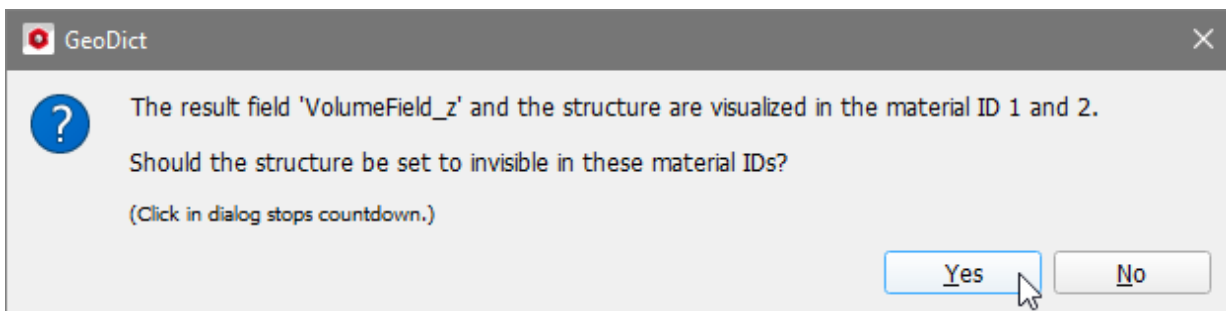 GeoDict
The result field 'VolumeField_z' and the structure are visualized in the material ID 1 and 2.
Should the structure be set to invisible in these material IDs?
(Click in dialog stops countdown.)
Yes No